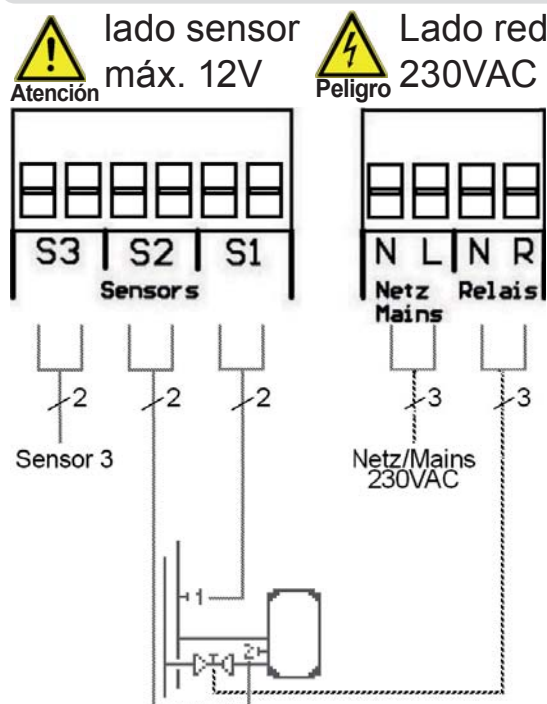 lado sensor
máx. 12V
Atención
Lado red
230VAC
Peligro
S3 S2 S1
Sensors
N L N R
Netz Relais
Mains
2 2 2 3 3
Sensor 3
Netz/Mains
230VAC
1
2